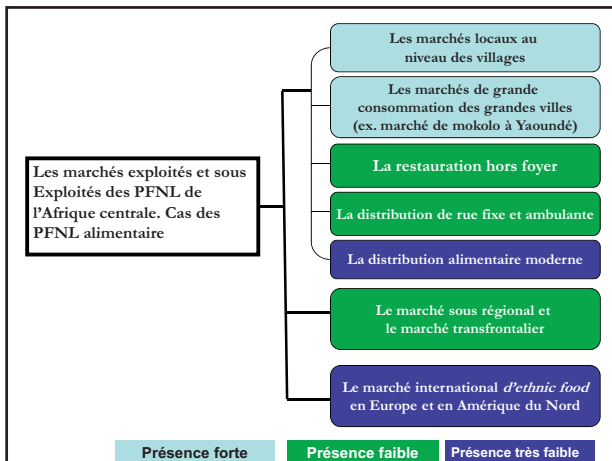 Les marchés locaux au
niveau des villages
Les marchés de grande
consommation des grandes villes
(ex. marché de mokolo à Yaoundé)
Les marchés exploités et sous
Exploités des PFNL de
l'Afrique centrale. Cas des
PFNL alimentaire
La restauration hors foyer
La distribution de rue fixe et ambulante
La distribution alimentaire moderne
Le marché sous régional et
le marché transfrontalier
Le marché international d'ethnic food
en Europe et en Amérique du Nord
Présence forte
Présence faible
Présence très faible